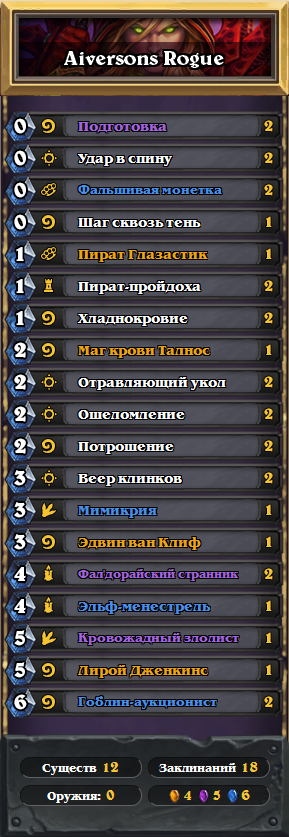 Aiversons Rogue
0 Подготовка 2
0 Удар в спину 2
0 Фальшивая монетка 2
0 Шаг сквозь тень 1
1 Пират Глазастик 1
1 Пират-пройдоха 2
1 Хладнокровие 2
2 Маг крови Талнос 1
2 Отравляющий укол 2
2 Ошеломление 2
2 Потрошение 2
3 Веер клинков 2
3 Мимикрия 1
3 Эдвин ван Клиф 1
4 Фалдорайский странник 2
4 Эльф-менестрель 1
5 Кровожадный злолист 1
5 Лирой Дженкинс 1
6 Гоблин-аукционист 2
Существ 12 Заклинаний 18
Оружия: 0 4 5 6